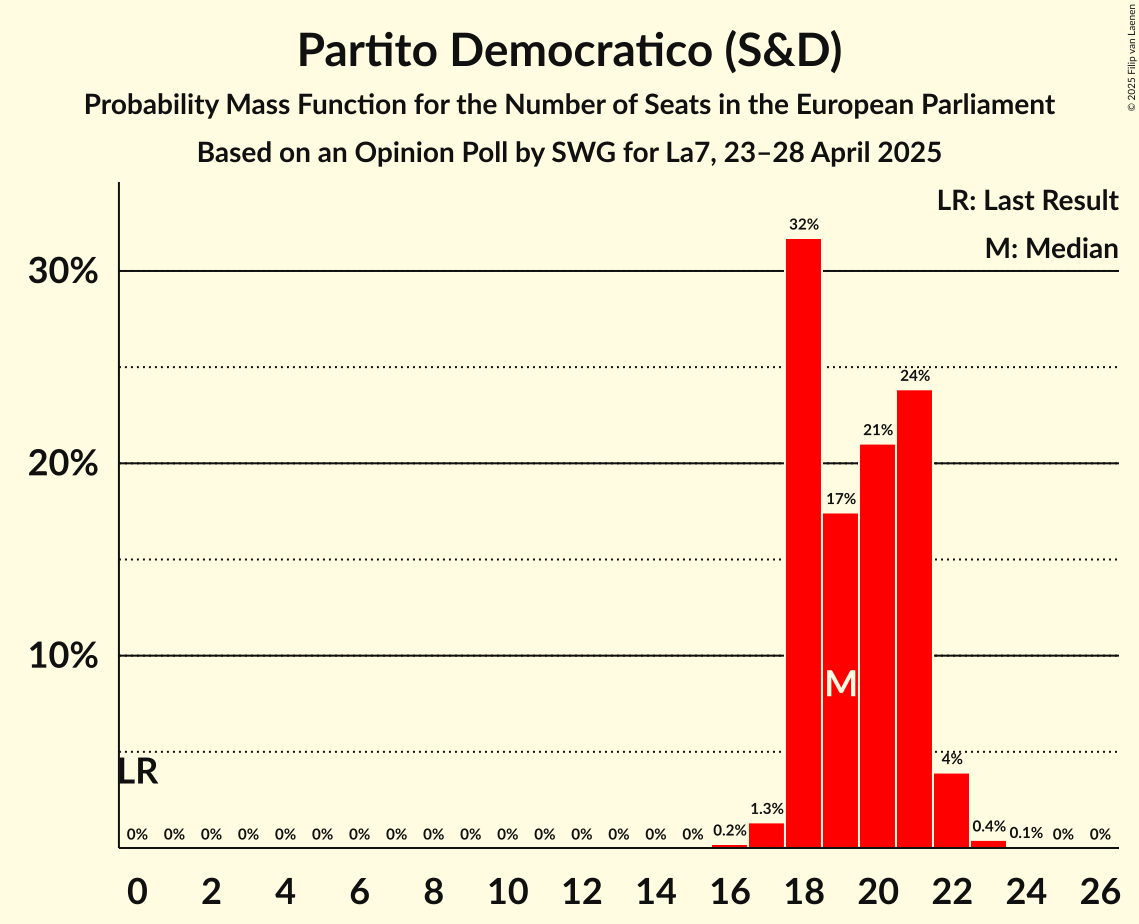 Partito Democratico (S&D)
Probability Mass Function for the Number of Seats in the European Parliament
Based on an Opinion Poll by SWG for La7, 23–28 April 2025
© 2025 Filip van Laenen
LR: Last Result
M: Median
30%
20%
10%
32%
24%
21%
17%
M
LR
4%
1.3%
0% 0% 0% 0% 0% 0% 0% 0% 0% 0% 0% 0% 0% 0% 0% 0% 0.2% 0.4% 0.1% 0% 0%
0 2 4 6 8 10 12 14 16 18 20 22 24 26